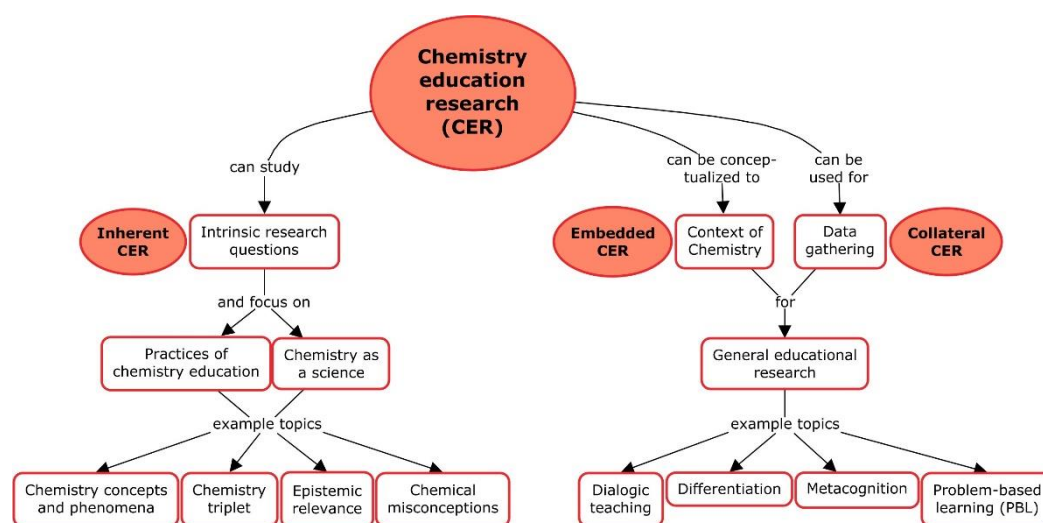 Chemistry
education
research
(CER)
can study
can be concep-
tualized to
can be
used for
Inherent
CER
Intrinsic research
questions
Embedded
CER
Context of
Chemistry
Data
gathering
Collateral
CER
and focus on
for
Practices of
chemistry education
Chemistry as
a science
General educational
research
example topics
example topics
Chemistry concepts
and phenomena
Chemistry
triplet
Epistemic
relevance
Chemical
misconceptions
Dialogic
teaching
Differentiation
Metacognition
Problem-based
learning (PBL)